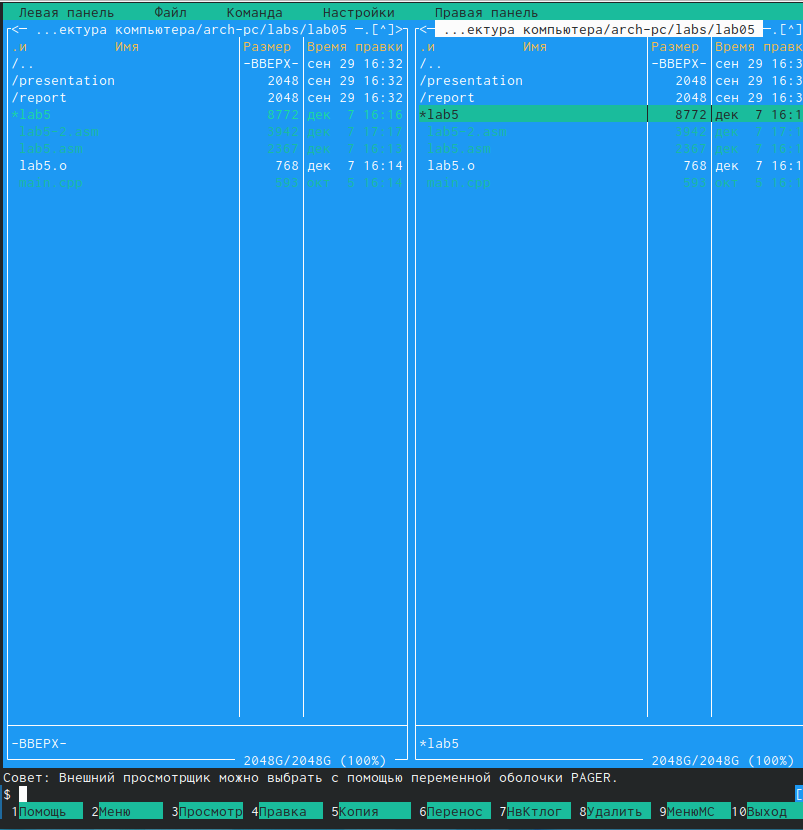 Левая панель Файл Команда Настройки Правая панель
<─ ...ектура компьютера/arch-pc/labs/lab05 ─.[^]> <─ ...ектура компьютера/arch-pc/labs/lab05 ─.[^]
.и Имя Размер Время правки .и Имя Размер Время правк
/.. -ВВЕРХ- сен 29 16:32 /.. -ВВЕРХ- сен 29 16:3
/presentation 2048 сен 29 16:32 /presentation 2048 сен 29 16:3
/report 2048 сен 29 16:32 /report 2048 сен 29 16:3
*lab5 8772 дек 7 16:16 *lab5 8772 дек 7 16:1
lab5-2.asm 3942 дек 7 17:17 lab5-2.asm 3942 дек 7 17:1
lab5.asm 2367 дек 7 16:13 lab5.asm 2367 дек 7 16:1
lab5.o 768 дек 7 16:14 lab5.o 768 дек 7 16:1
main.cpp 593 окт 5 16:14 main.cpp 593 окт 5 16:1
-ВВЕРХ- *lab5
2048G/2048G (100%) 2048G/2048G (100%)
Совет: Внешний просмотрщик можно выбрать с помощью переменной оболочки PAGER.
$ [
1Помощь 2Меню 3Просмотр 4Правка 5Копия 6Перенос 7НвКтлог 8Удалить 9МенюМС 10Выход